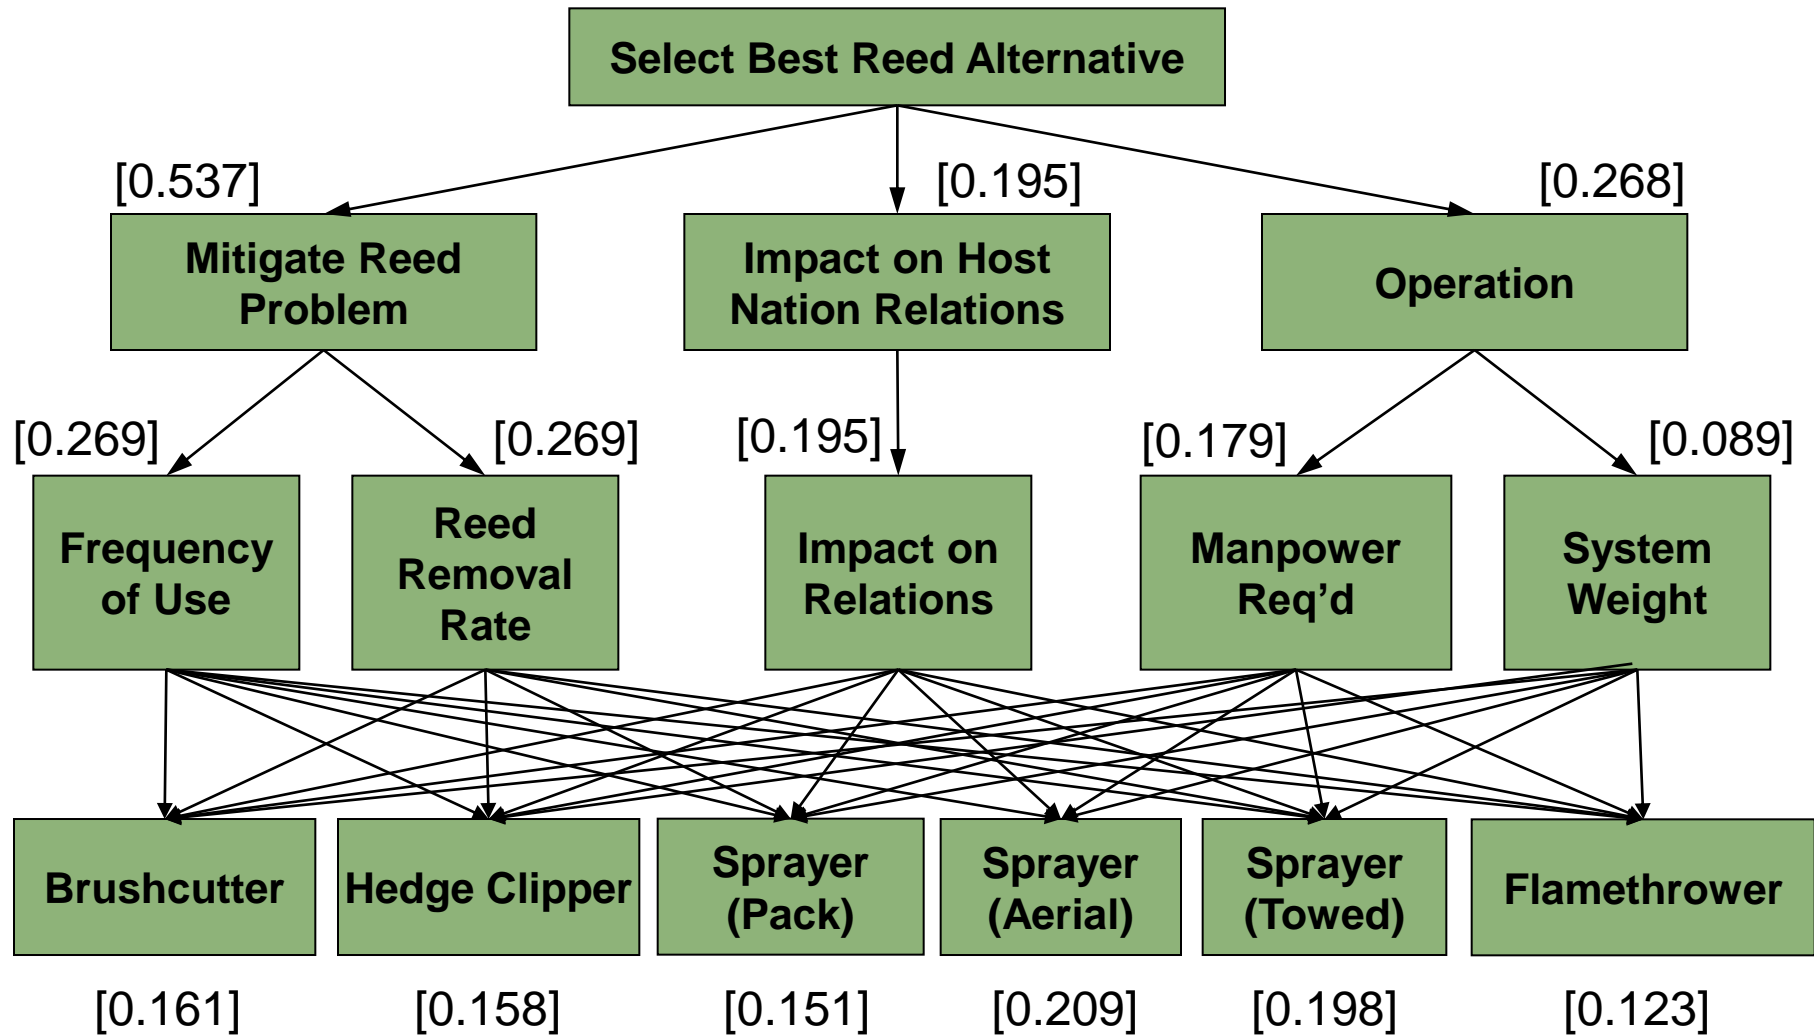 Select Best Reed Alternative
[0.537]
[0.195]
[0.268]
Mitigate Reed
Problem
Impact on Host
Nation Relations
Operation
[0.269]
[0.269]
[0.195]
[0.179]
[0.089]
Frequency
of Use
Reed
Removal
Rate
Impact on
Relations
Manpower
Req’d
System
Weight
Brushcutter
Hedge Clipper
Sprayer
(Pack)
Sprayer
(Aerial)
Sprayer
(Towed)
Flamethrower
[0.161]
[0.158]
[0.151]
[0.209]
[0.198]
[0.123]